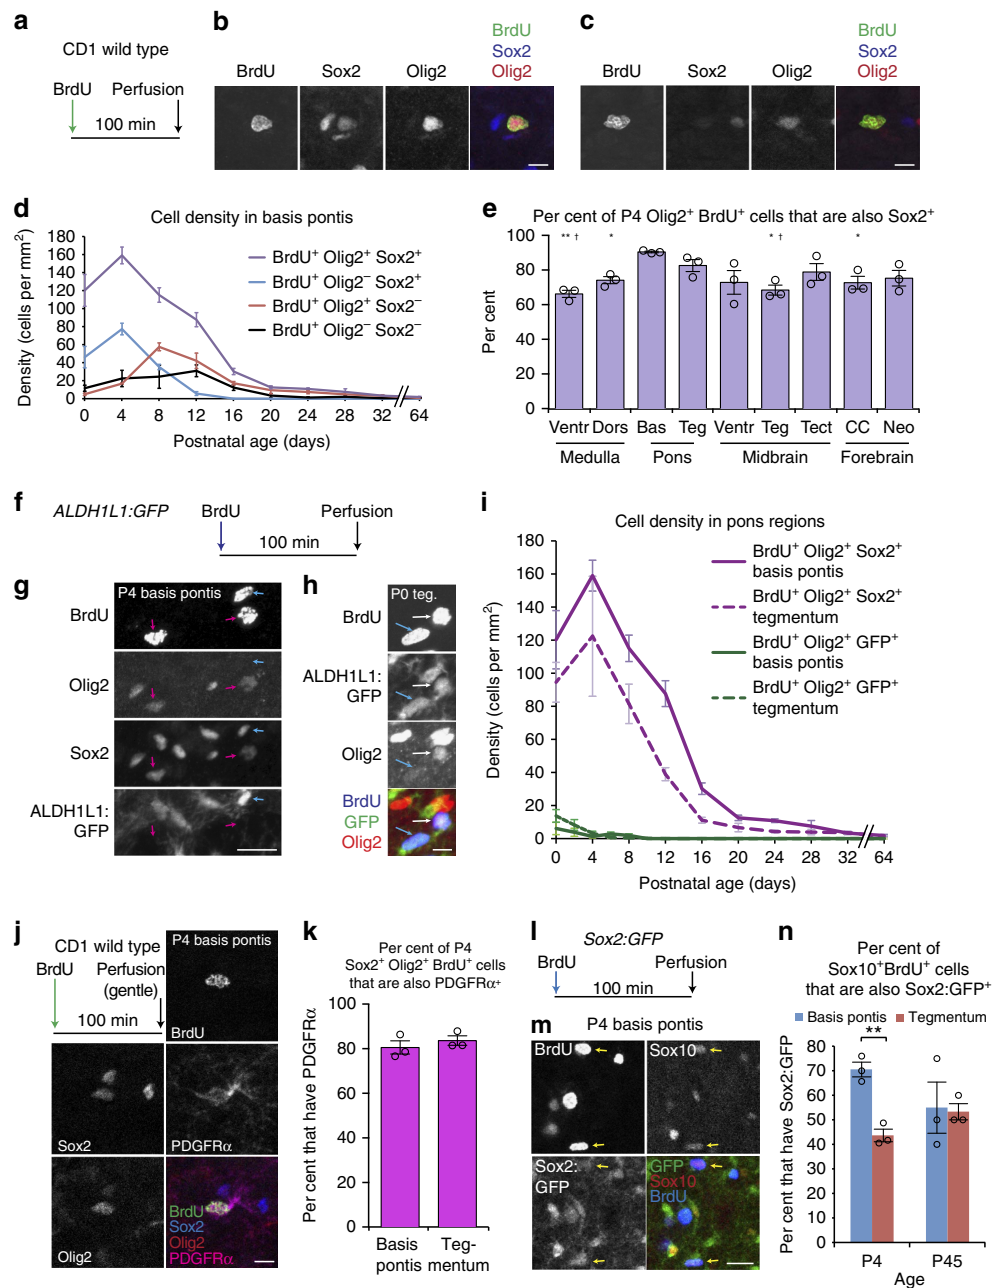 a
CD1 wild type
BrdU Perfusion
100 min
b
BrdU Sox2 Olig2
BrdU
Sox2
Olig2
c
BrdU Sox2 Olig2
BrdU
Sox2
Olig2
d
Cell density in basis pontis
Density (cells per mm²)
180
160
140
120
100
80
60
40
20
0
BrdU⁺ Olig2⁺ Sox2⁺
BrdU⁺ Olig2⁻ Sox2⁺
BrdU⁺ Olig2⁺ Sox2⁻
BrdU⁺ Olig2⁻ Sox2⁻
0 4 8 12 16 20 24 28 32 64
Postnatal age (days)
e
Per cent of P4 Olig2⁺ BrdU⁺ cells that are also Sox2⁺
** † * * † *
Per cent
100
80
60
40
20
0
Ventr Dors Bas Teg Ventr Teg Tect CC Neo
Medulla Pons Midbrain Forebrain
f
ALDH1L1:GFP BrdU Perfusion
100 min
g
P4 basis pontis
BrdU
Olig2
Sox2
ALDH1L1:
GFP
h
P0 teg.
BrdU
ALDH1L1:
GFP
Olig2
BrdU
GFP
Olig2
i
Cell density in pons regions
Density (cells per mm²)
180
160
140
120
100
80
60
40
20
0
BrdU⁺ Olig2⁺ Sox2⁺
basis pontis
BrdU⁺ Olig2⁺ Sox2⁺
tegmentum
BrdU⁺ Olig2⁺ GFP⁺
basis pontis
BrdU⁺ Olig2⁺ GFP⁺
tegmentum
0 4 8 12 16 20 24 28 32 64
Postnatal age (days)
j
CD1 wild type
BrdU Perfusion
(gentle)
100 min
P4 basis pontis
BrdU
Sox2
PDGFRα
Olig2
BrdU
Sox2
Olig2
PDGFRα
k
Per cent of P4
Sox2⁺ Olig2⁺ BrdU⁺ cells
that are also PDGFRα⁺
Per cent that have PDGFRα
100
80
60
40
20
0
Basis
pontis
Teg-
mentum
l
Sox2:GFP
BrdU Perfusion
100 min
m
P4 basis pontis
BrdU
Sox10
Sox2:
GFP
GFP
Sox10
BrdU
n
Per cent of
Sox10⁺BrdU⁺ cells
that are also Sox2:GFP⁺
Basis pontis Tegmentum
**
Per cent that have Sox2:GFP
80
70
60
50
40
30
20
10
0
P4 P45
Age